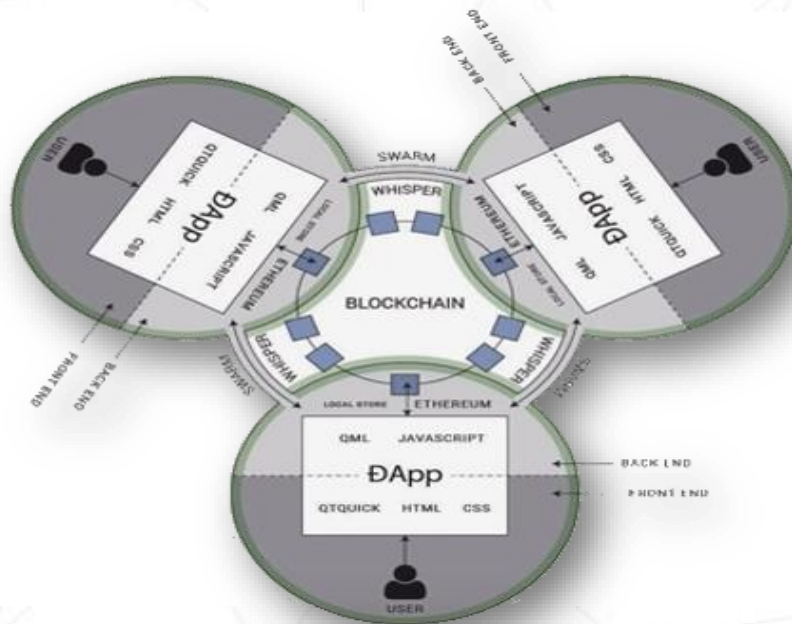 FRONT END
BACK END
SWARM
WHISPER
USER
QTQUICK HTML CSS
ĐApp
QML JAVASCRIPT
LOCAL STORE
ETHEREUM
FRONT END
BACK END
USER
CSS HTML QTQUICK
ĐApp
JAVASCRIPT QML
ETHEREUM
LOCAL STORE
BLOCKCHAIN
WHISPER
SWARM
WHISPER
LOCAL STORE ETHEREUM
QML JAVASCRIPT
ĐApp
QTQUICK HTML CSS
USER
BACK END
FRONT END